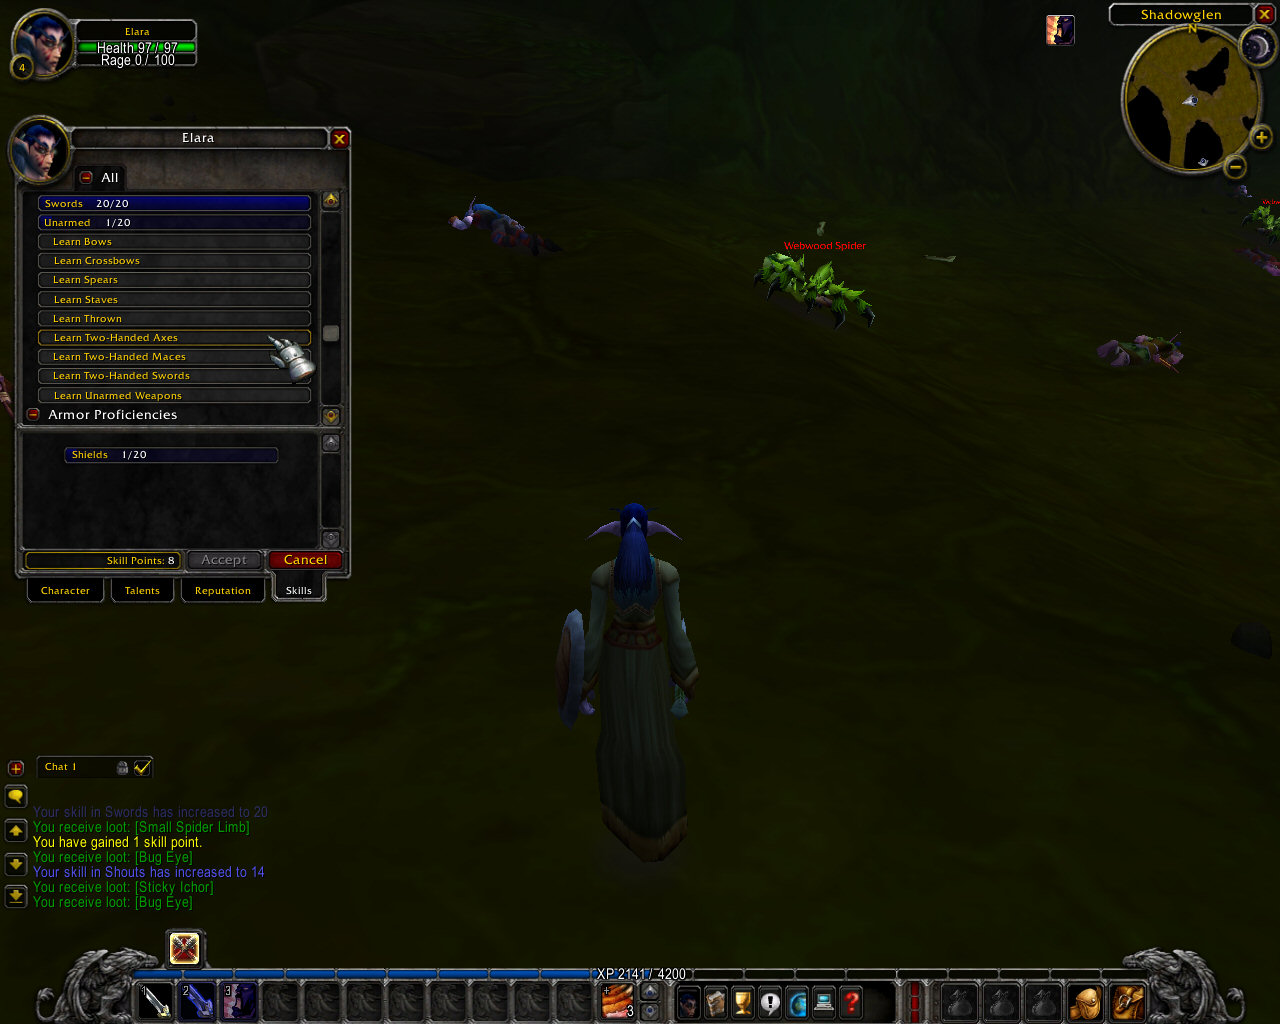 Elara
Health 97 / 97
Rage 0 / 100
4
Shadowglen
N
Elara
All
Swords 20/20
Unarmed 1/20
Learn Bows
Learn Crossbows
Learn Spears
Learn Staves
Learn Thrown
Learn Two-Handed Axes
Learn Two-Handed Maces
Learn Two-Handed Swords
Learn Unarmed Weapons
Armor Proficiencies
Shields 1/20
Skill Points: 8
Accept
Cancel
Character
Talents
Reputation
Skills
Webwood Spider
Chat 1
Your skill in Swords has increased to 20
You receive loot: [Small Spider Limb]
You have gained 1 skill point.
You receive loot: [Bug Eye]
Your skill in Shouts has increased to 14
You receive loot: [Sticky Ichor]
You receive loot: [Bug Eye]
XP 2141 / 4200
1
2
3
3